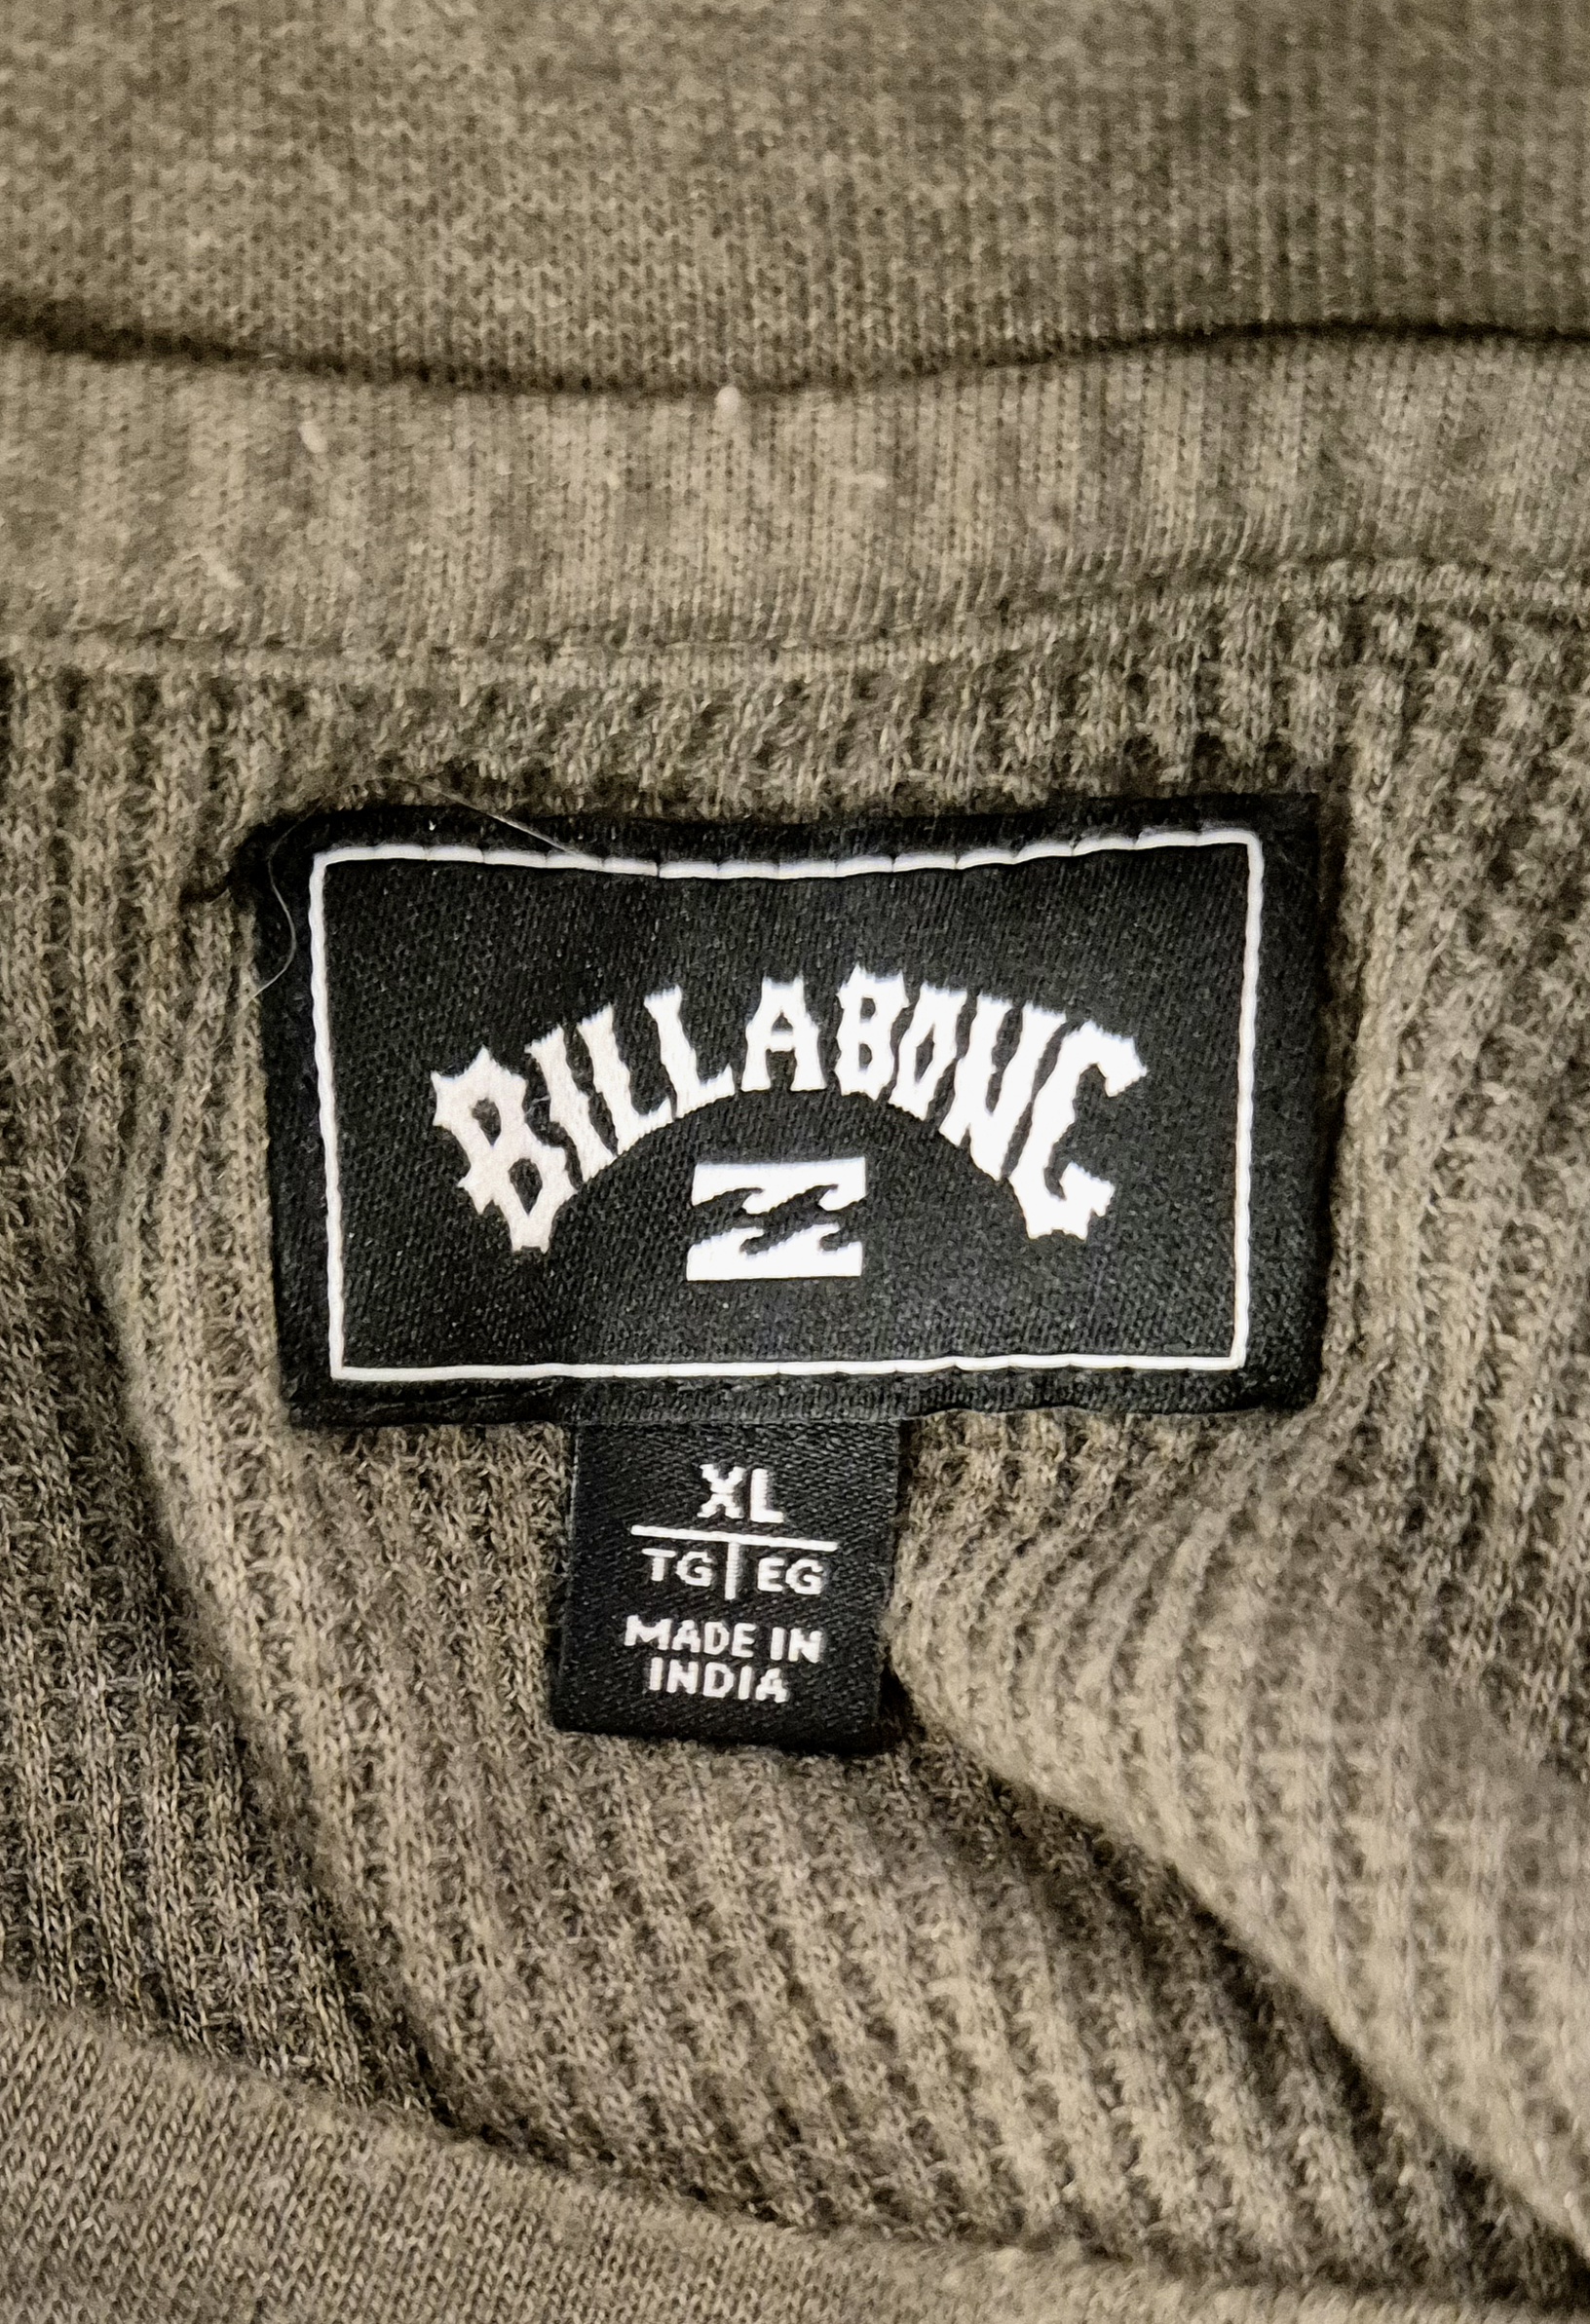 BILLABONG
XL
TG | EG
MADE IN
INDIA